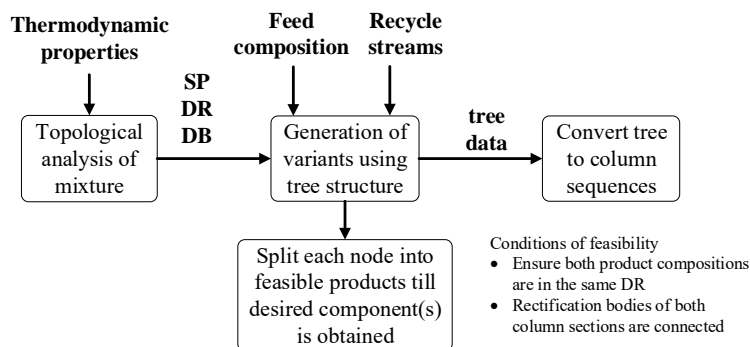 Thermodynamic
properties
Feed
composition
Recycle
streams
SP
DR
DB
Topological
analysis of
mixture
Generation of
variants using
tree structure
tree
data
Convert tree
to column
sequences
Split each node into
feasible products till
desired component(s)
is obtained
Conditions of feasibility
• Ensure both product compositions
are in the same DR
• Rectification bodies of both
column sections are connected